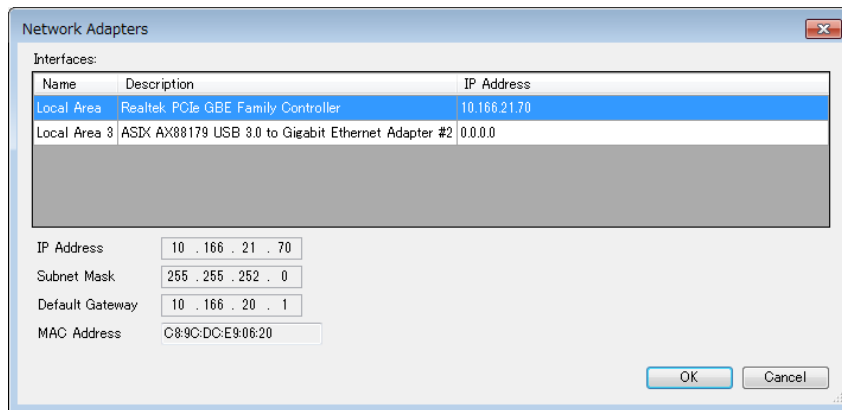 Network Adapters
Interfaces:
Name Description IP Address
Local Area Realtek PCIe GBE Family Controller 10.166.21.70
Local Area 3 ASIX AX88179 USB 3.0 to Gigabit Ethernet Adapter #2 0.0.0.0
IP Address 10 . 166 . 21 . 70
Subnet Mask 255 . 255 . 252 . 0
Default Gateway 10 . 166 . 20 . 1
MAC Address C8:9C:DC:E9:06:20
OK Cancel